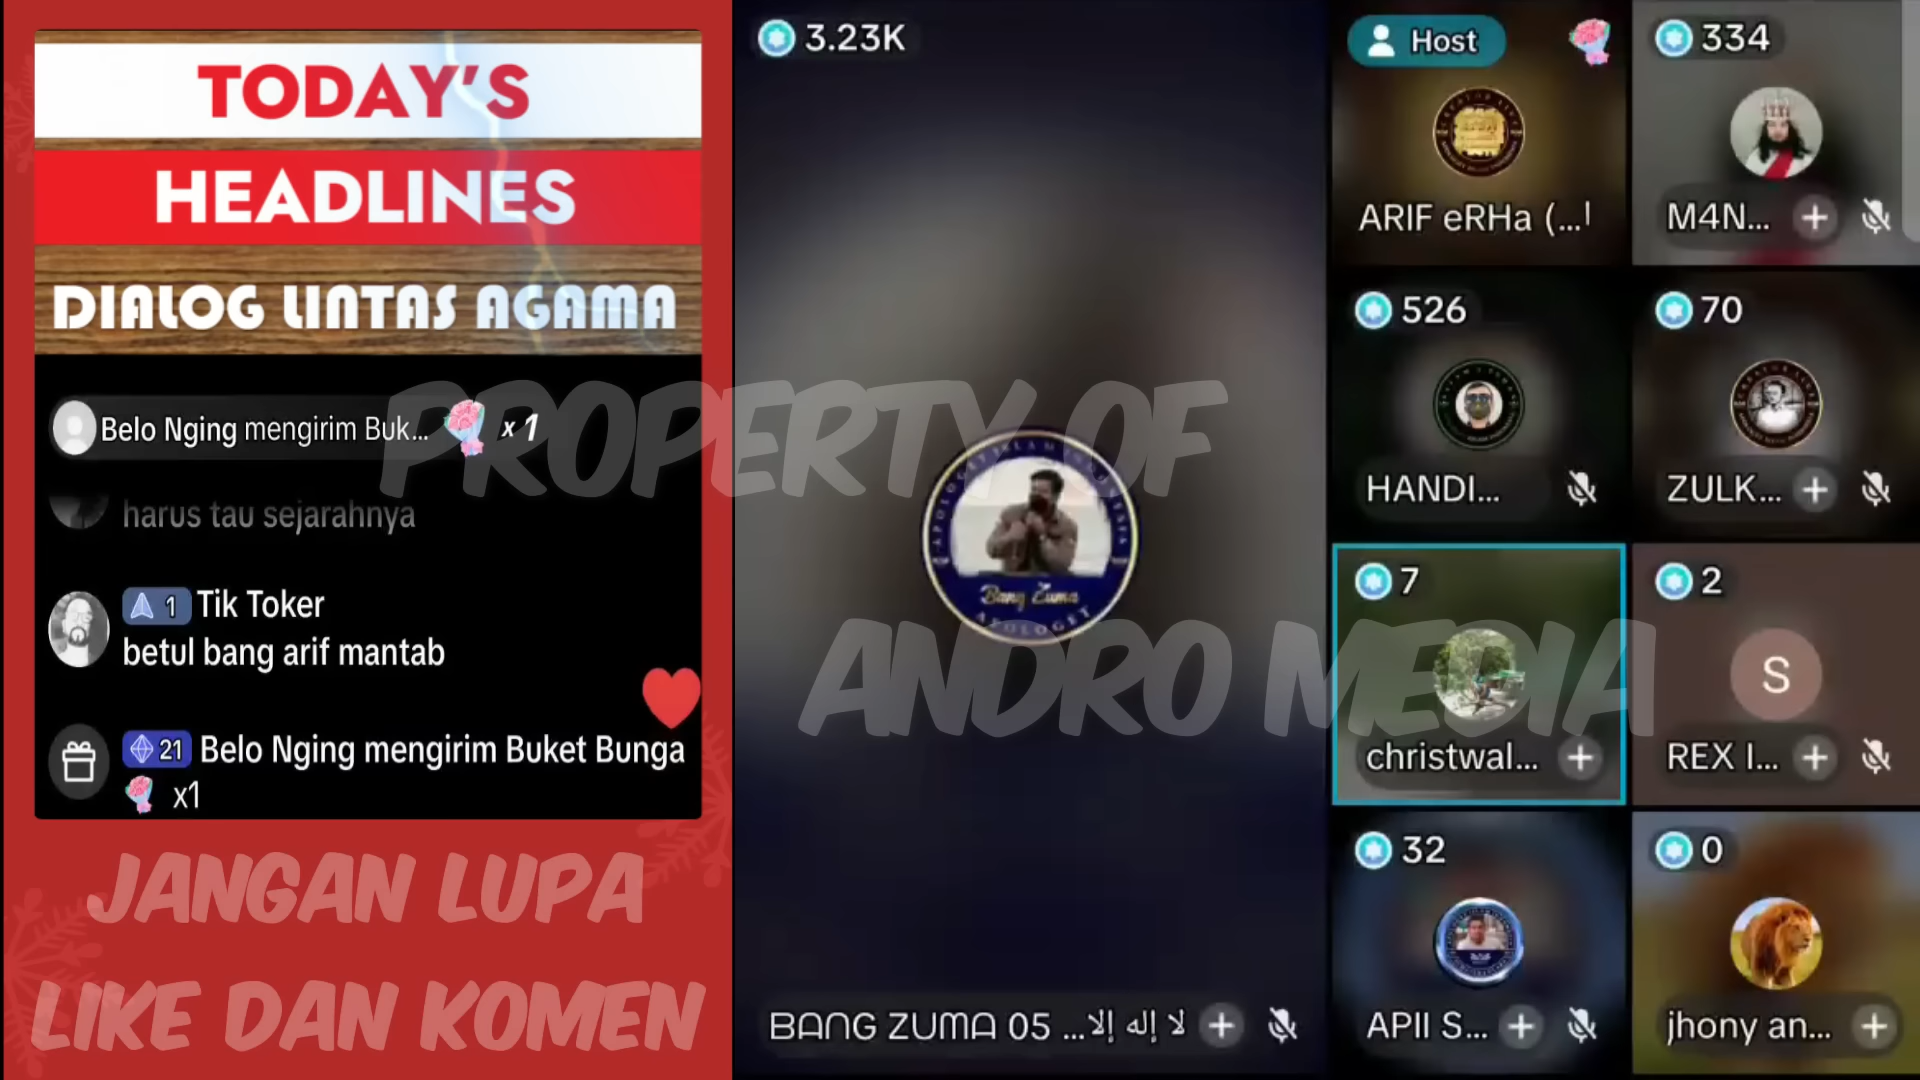 TODAY'S
HEADLINES
DIALOG LINTAS AGAMA
Belo Nging mengirim Buk... x 1
harus tau sejarahnya
1 Tik Toker
betul bang arif mantab
21 Belo Nging mengirim Buket Bunga
x1
JANGAN LUPA
LIKE DAN KOMEN
PROPERTY OF
ANDRO MEDIA
3.23K
Bang Zuma
APOLOGET
BANG ZUMA 05 ...لا إله إلا
Host
ARIF eRHa (...ا
334
M4N...
526
HANDI...
70
ZULK...
7
christwal...
2
S
REX I...
32
APII S...
0
jhony an...